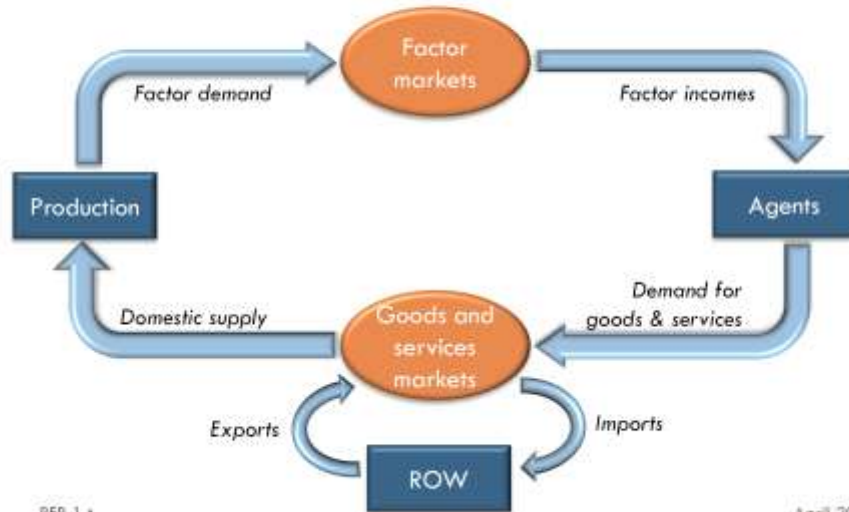 Factor
markets
Factor demand
Factor incomes
Production
Agents
Domestic supply
Goods and
services
markets
Demand for
goods & services
Exports
Imports
ROW